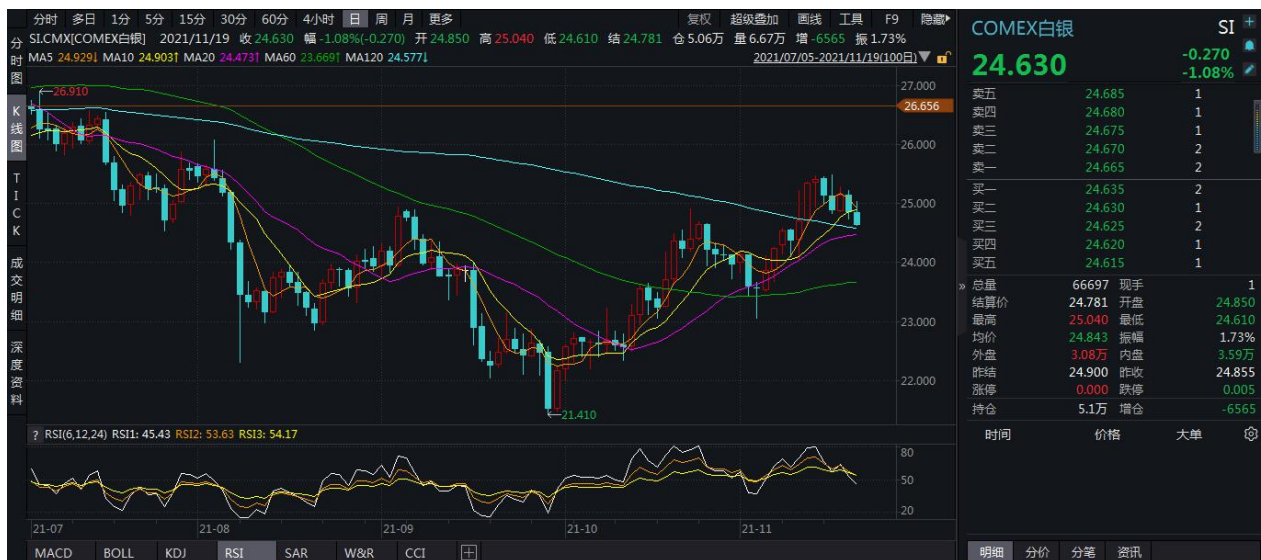 分时 多日 1分 5分 15分 30分 60分 4小时 日 周 月 更多 复权 超级叠加 画线 工具 F9 隐藏
SI.CMX[COMEX白银] 2021/11/19 收24.630 幅-1.08%(-0.270) 开24.850 高25.040 低24.610 结24.781 仓5.06万 量6.67万 增-6565 振1.73%
MA5 24.929↓ MA10 24.903↑ MA20 24.473↑ MA60 23.669↑ MA120 24.577↓ 2021/07/05-2021/11/19(100日)
分时图
K线图
TICK
成交明细
深度资料
27.000
26.910
26.656
26.000
25.000
24.000
23.000
22.000
21.410
? RSI(6,12,24) RSI1: 45.43 RSI2: 53.63 RSI3: 54.17
80
50
20
21-07 21-08 21-09 21-10 21-11
MACD BOLL KDJ RSI SAR W&R CCI
COMEX白银 SI
24.630 -0.270
-1.08%
卖五 24.685 1
卖四 24.680 1
卖三 24.675 1
卖二 24.670 2
卖一 24.665 2
买一 24.635 2
买二 24.630 1
买三 24.625 2
买四 24.620 1
买五 24.615 1
总量 66697 现手 1
结算价 24.781 开盘 24.850
最高 25.040 最低 24.610
均价 24.843 振幅 1.73%
外盘 3.08万 内盘 3.59万
昨结 24.900 昨收 24.855
涨停 0.000 跌停 0.005
持仓 5.1万 增仓 -6565
时间 价格 大单
明细 分价 分笔 资讯